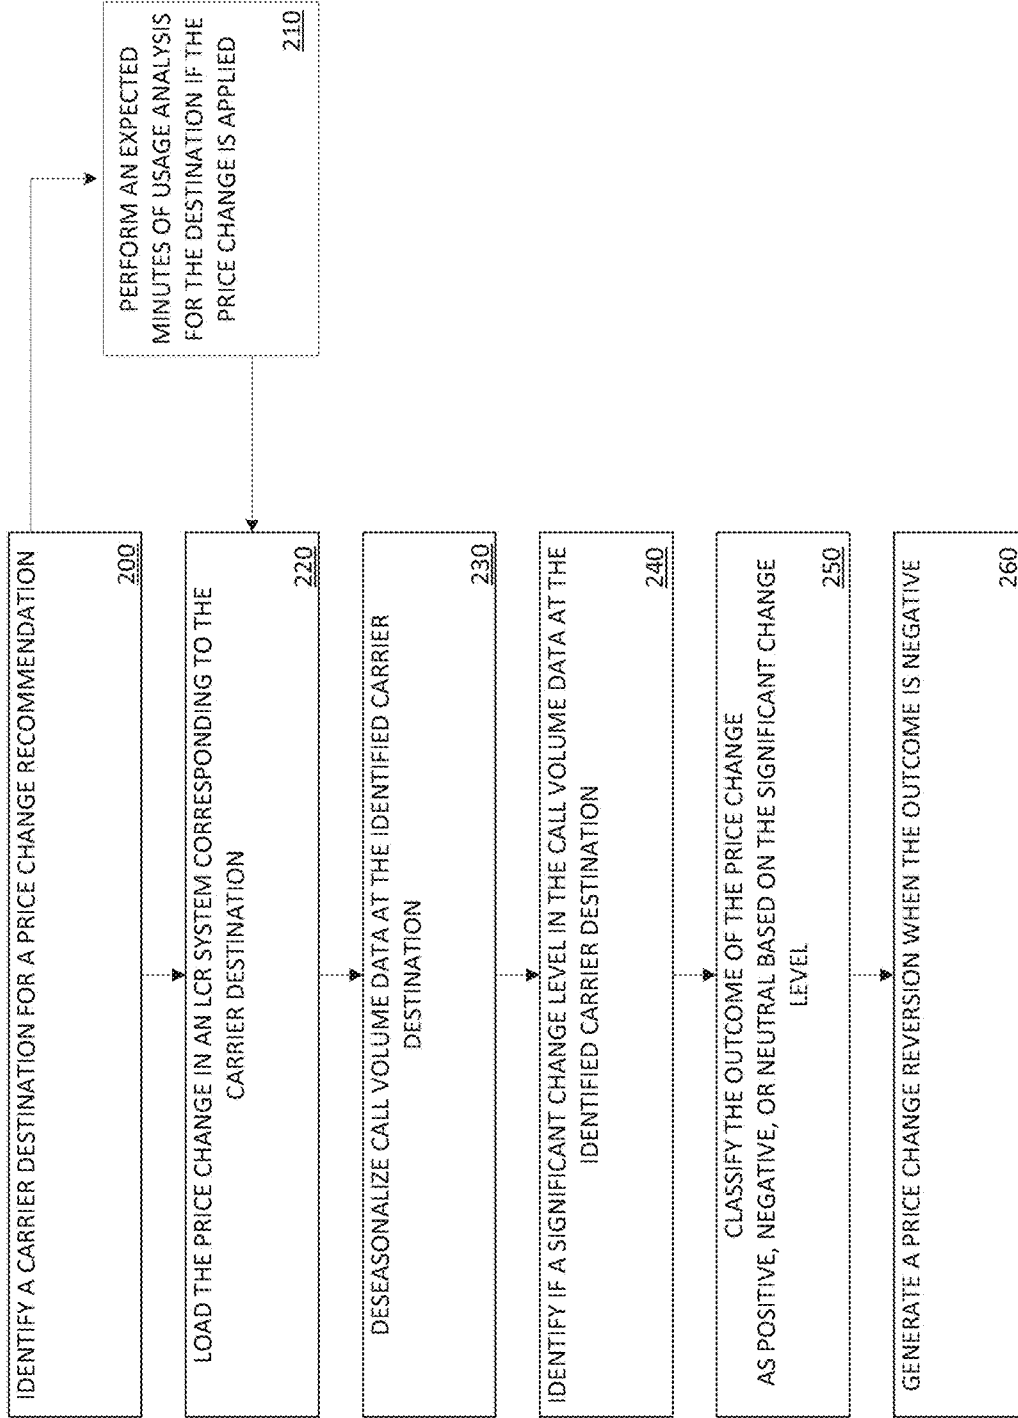 IDENTIFY A CARRIER DESTINATION FOR A PRICE CHANGE RECOMMENDATION
200
PERFORM AN EXPECTED
MINUTES OF USAGE ANALYSIS
FOR THE DESTINATION IF THE
PRICE CHANGE IS APPLIED
210
LOAD THE PRICE CHANGE IN AN LCR SYSTEM CORRESPONDING TO THE
CARRIER DESTINATION
220
DESEASONALIZE CALL VOLUME DATA AT THE IDENTIFIED CARRIER
DESTINATION
230
IDENTIFY IF A SIGNIFICANT CHANGE LEVEL IN THE CALL VOLUME DATA AT THE
IDENTIFIED CARRIER DESTINATION
240
CLASSIFY THE OUTCOME OF THE PRICE CHANGE
AS POSITIVE, NEGATIVE, OR NEUTRAL BASED ON THE SIGNIFICANT CHANGE
LEVEL
250
GENERATE A PRICE CHANGE REVERSION WHEN THE OUTCOME IS NEGATIVE
260